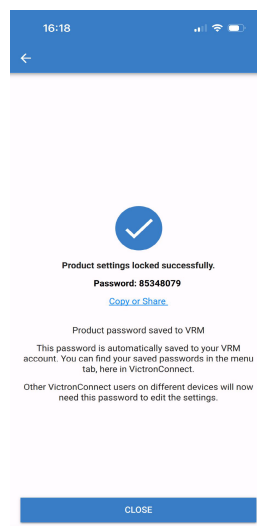 16:18
Product settings locked successfully.
Password: 85348079
Copy or Share
Product password saved to VRM
This password is automatically saved to your VRM
account. You can find your saved passwords in the menu
tab, here in VictronConnect.
Other VictronConnect users on different devices will now
need this password to edit the settings.
CLOSE